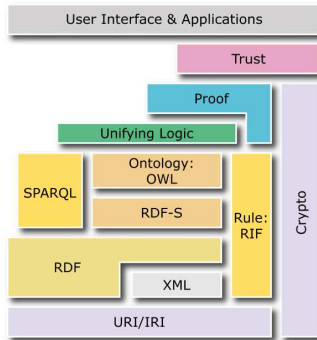 User Interface & Applications
Trust
Proof
Unifying Logic
Ontology:
OWL
SPARQL
RDF-S
Rule:
RIF
Crypto
RDF
XML
URI/IRI